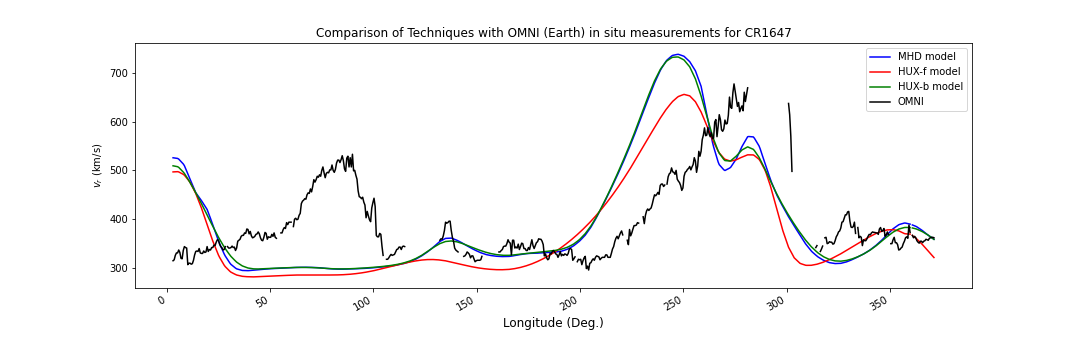 Comparison of Techniques with OMNI (Earth) in situ measurements for CR1647
MHD model
HUX-f model
HUX-b model
OMNI
700
600
500
400
300
v_r (km/s)
0
50
100
150
200
250
300
350
Longitude (Deg.)